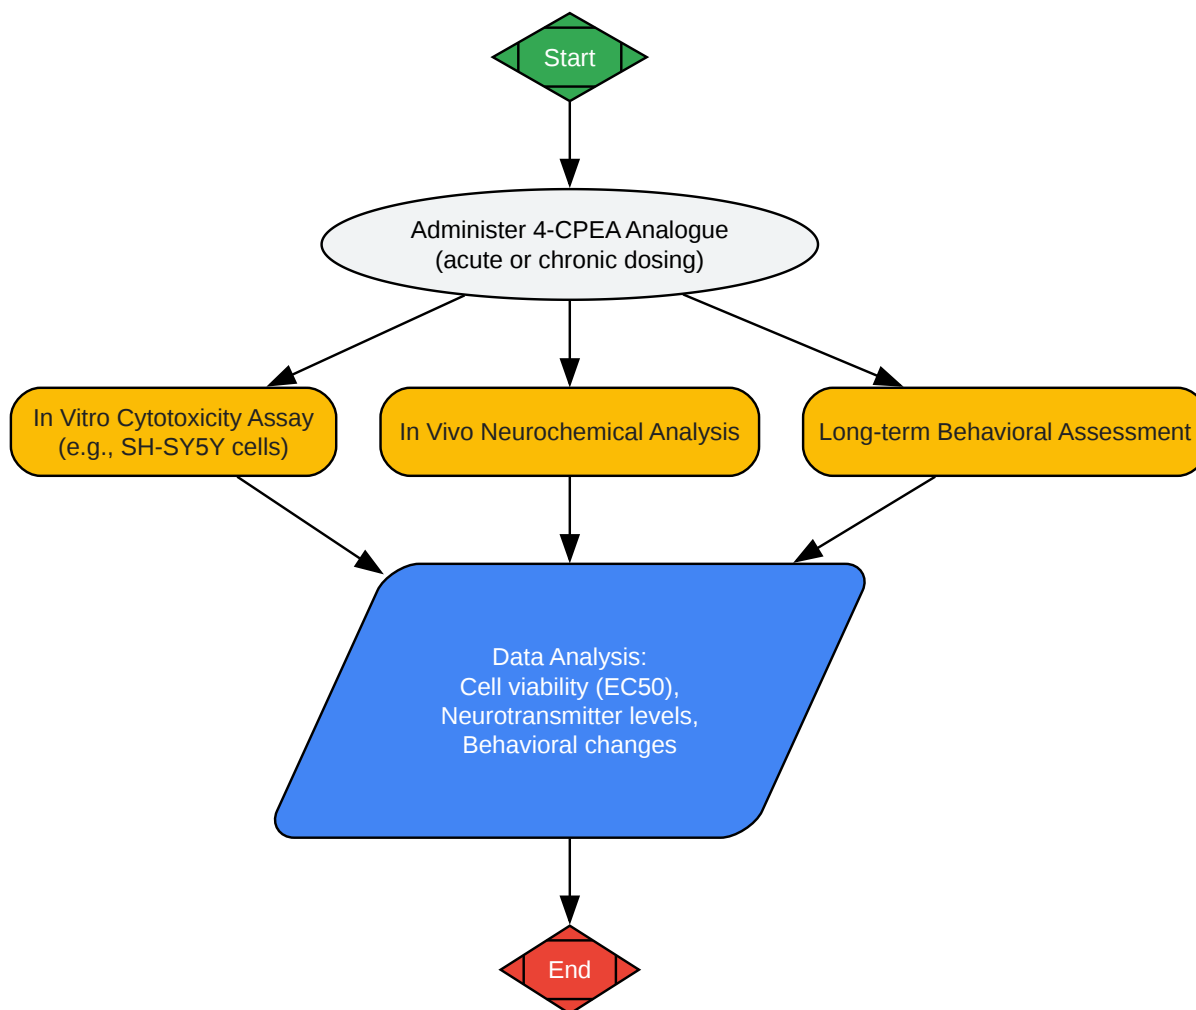 Start
Administer 4-CPEA Analogue
(acute or chronic dosing)
In Vitro Cytotoxicity Assay
(e.g., SH-SY5Y cells)
In Vivo Neurochemical Analysis
Long-term Behavioral Assessment
Data Analysis:
Cell viability (EC50),
Neurotransmitter levels,
Behavioral changes
End